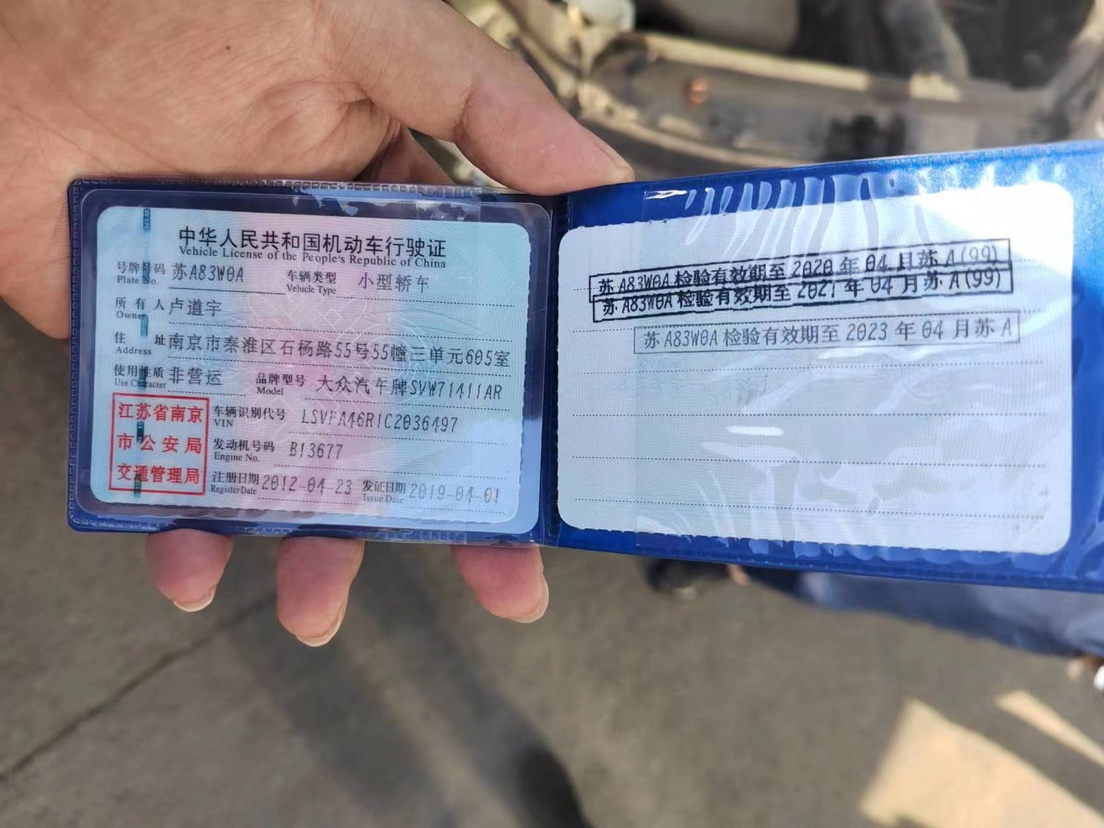 中华人民共和国机动车行驶证
Vehicle License of the People's Republic of China
号牌号码 苏A83W0A 车辆类型 小型轿车
Plate No. Vehicle Type
所有人 卢道宇
Owner
住址 南京市秦淮区石杨路55号55幢三单元605室
Address
使用性质 非营运 品牌型号 大众汽车牌SVW71411AR
Use Character Model
江苏省南京
市公安局
交通管理局
车辆识别代号 LSVFA46R1C2036497
VIN
发动机号码 B13677
Engine No.
注册日期 2012-04-23 发证日期 2019-04-01
Register Date Issue Date
苏A83W0A检验有效期至2020年04月苏A(99)
苏A83W0A检验有效期至2021年04月苏A(99)
苏A83W0A检验有效期至2023年04月苏A